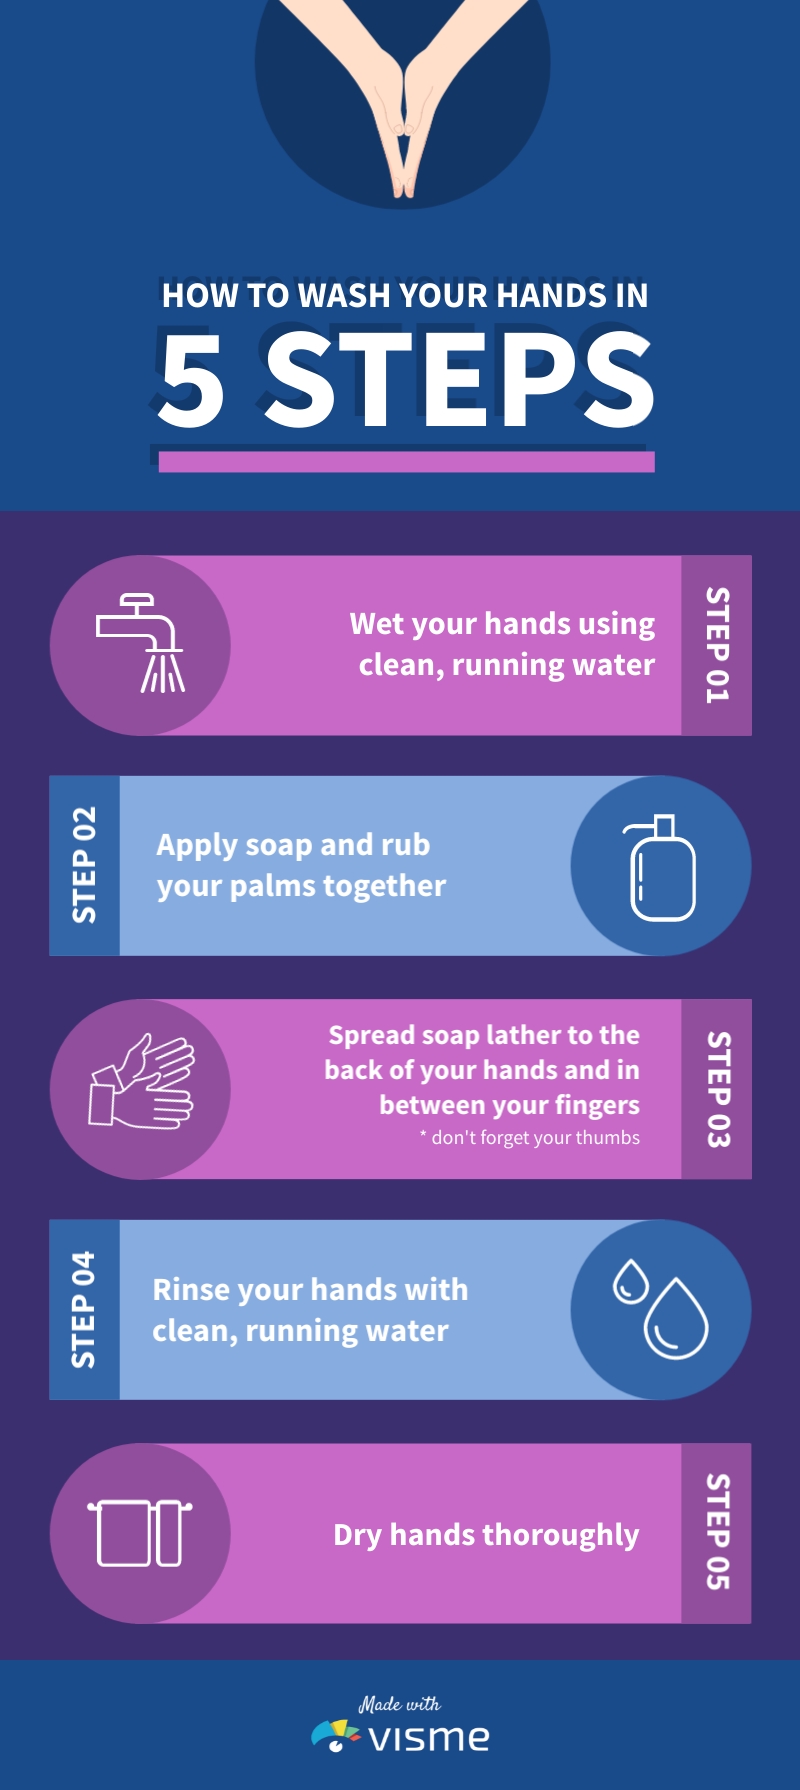 HOW TO WASH YOUR HANDS IN
5 STEPS
Wet your hands using
clean, running water
STEP 01
STEP 02
Apply soap and rub
your palms together
Spread soap lather to the
back of your hands and in
between your fingers
* don't forget your thumbs
STEP 03
STEP 04
Rinse your hands with
clean, running water
Dry hands thoroughly
STEP 05
Made with
visme